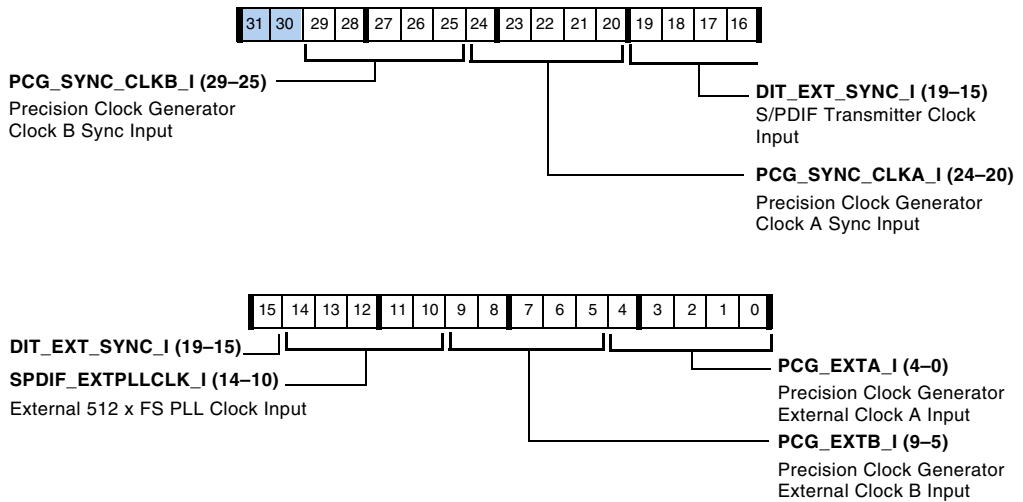 31 30 29 28 27 26 25 24 23 22 21 20 19 18 17 16
PCG_SYNC_CLKB_I (29–25)
Precision Clock Generator
Clock B Sync Input
DIT_EXT_SYNC_I (19–15)
S/PDIF Transmitter Clock
Input
PCG_SYNC_CLKA_I (24–20)
Precision Clock Generator
Clock A Sync Input
15 14 13 12 11 10 9 8 7 6 5 4 3 2 1 0
DIT_EXT_SYNC_I (19–15)
SPDIF_EXTPLLCLK_I (14–10)
External 512 x FS PLL Clock Input
PCG_EXTA_I (4–0)
Precision Clock Generator
External Clock A Input
PCG_EXTB_I (9–5)
Precision Clock Generator
External Clock B Input